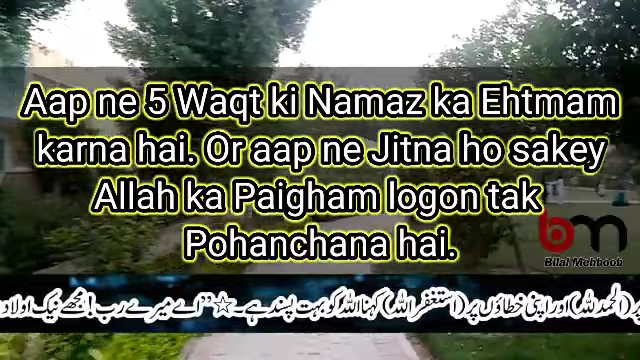 Aap ne 5 Waqt ki Namaz ka Ehtmam
karna hai. Or aap ne Jitna ho sakey
Allah ka Paigham logon tak
Pohanchana hai.
bm
Bilal Mehboob
پر (الحمدللہ) اور اپنی خطاؤں پر (استغفر اللہ) کہنا اللہ کو بہت پسند ہے۔☆ "اے میرے رب! مجھے نیک اولاد